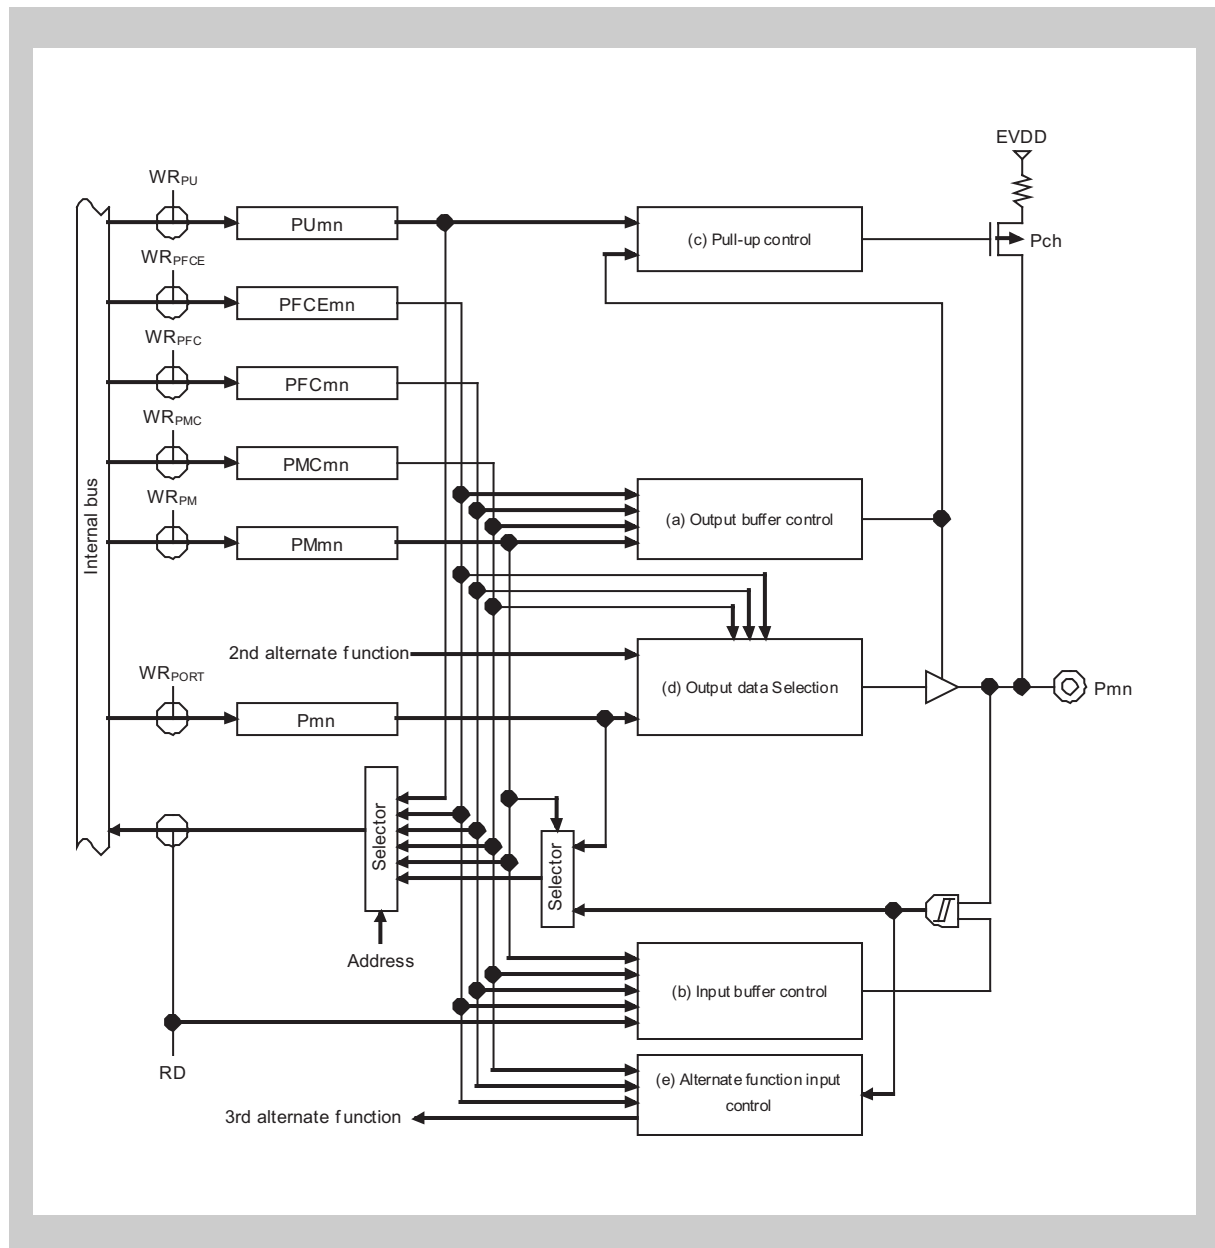 EVDD
WRPU
PUmn
(c) Pull-up control
Pch
WRPFCE
PFCEmn
WRPFC
PFCmn
WRPMC
PMCmn
Internal bus
WRPM
PMmn
(a) Output buffer control
2nd alternate function
WRPORT
Pmn
(d) Output data Selection
Pmn
Selector
Selector
Address
(b) Input buffer control
RD
(e) Alternate function input
control
3rd alternate function